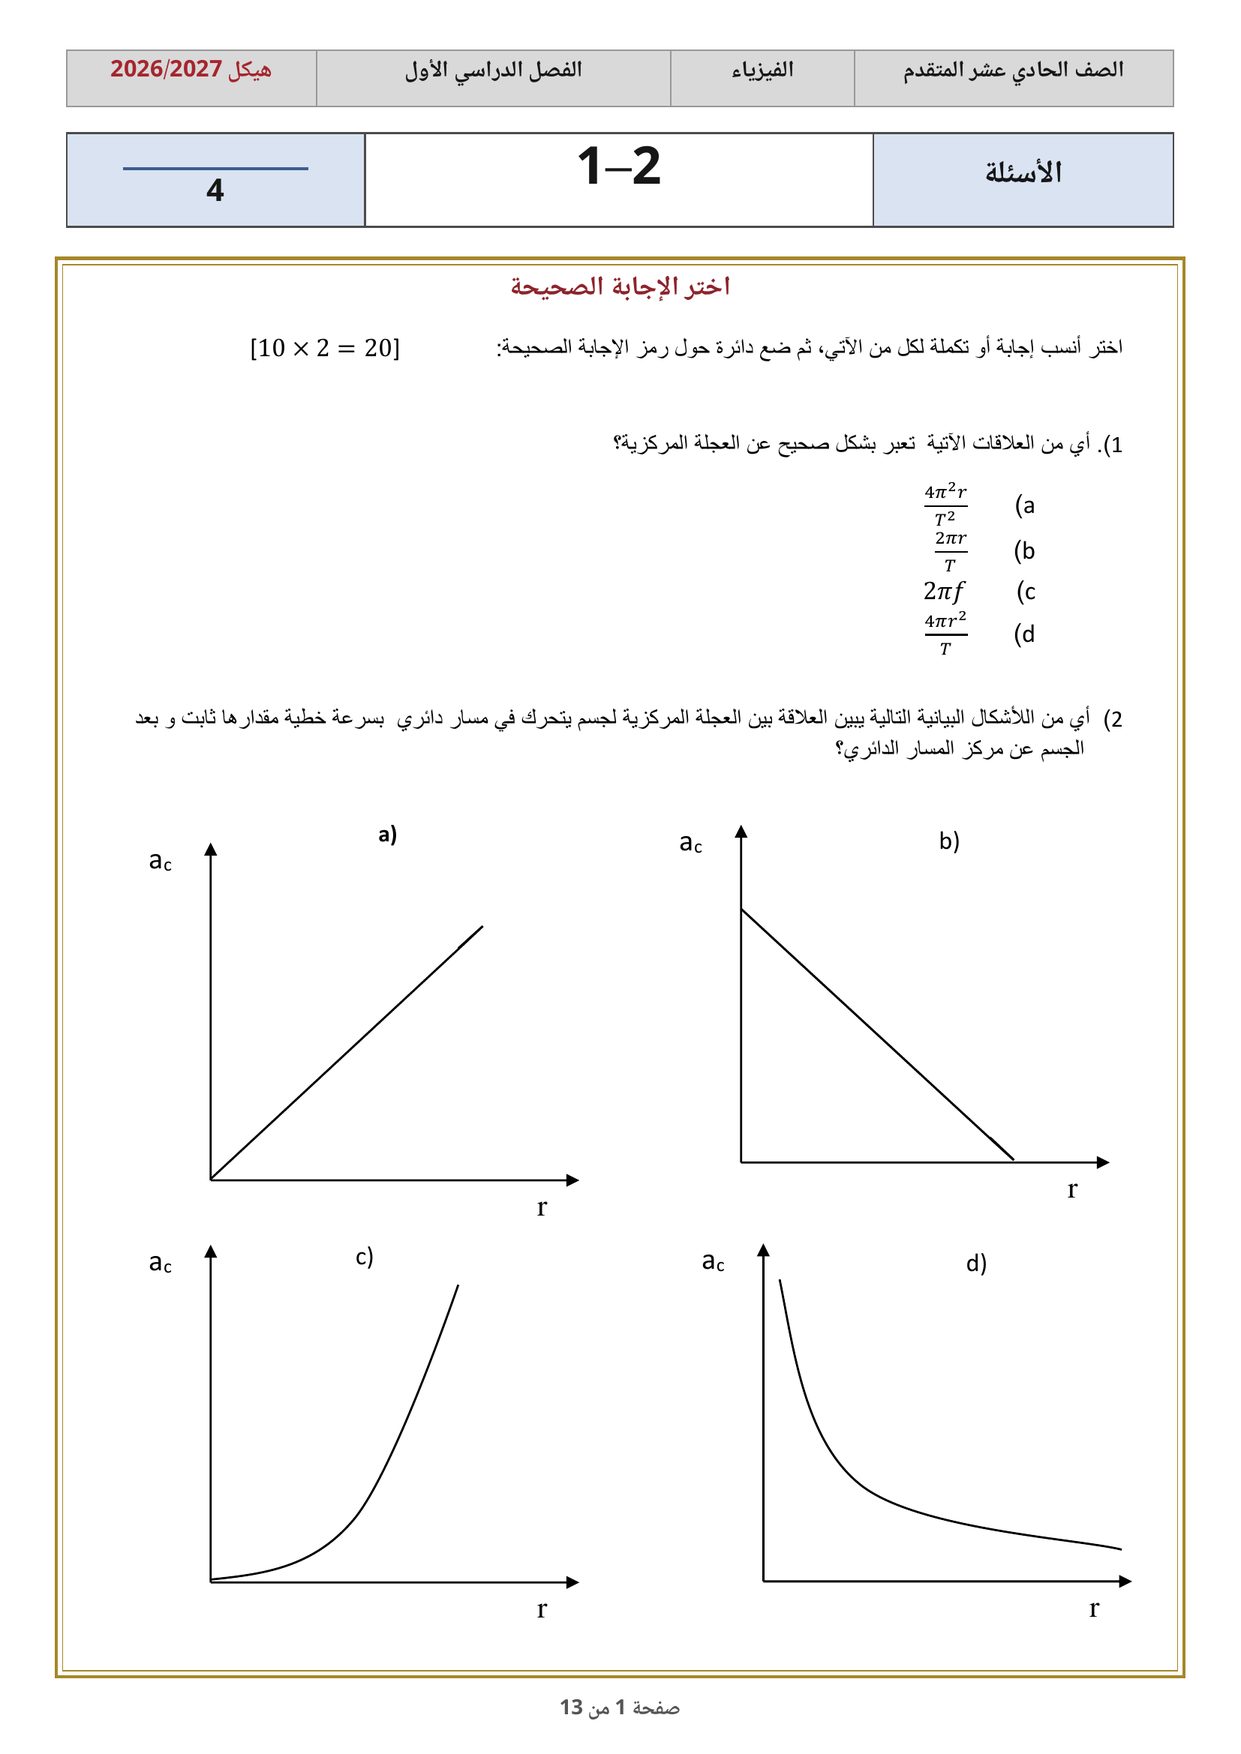 الصف الحادي عشر المتقدم	الفيزياء	الفصل الدراسي الأول	هيكل 2026/2027
الأسئلة	1–2	4
اختر الإجابة الصحيحة
اختر أنسب إجابة أو تكملة لكل من الآتي، ثم ضع دائرة حول رمز الإجابة الصحيحة: [10 × 2 = 20]
1). أي من العلاقات الآتية تعبر بشكل صحيح عن العجلة المركزية؟
(a 4π²r/T²
(b 2πr/T
(c 2πf
(d 4πr²/T
2) أي من اللأشكال البيانية التالية يبين العلاقة بين العجلة المركزية لجسم يتحرك في مسار دائري بسرعة خطية مقدارها ثابت و بعد
الجسم عن مركز المسار الدائري؟
a)
a꜀
r
b)
a꜀
r
c)
a꜀
r
d)
a꜀
r
صفحة 1 من 13